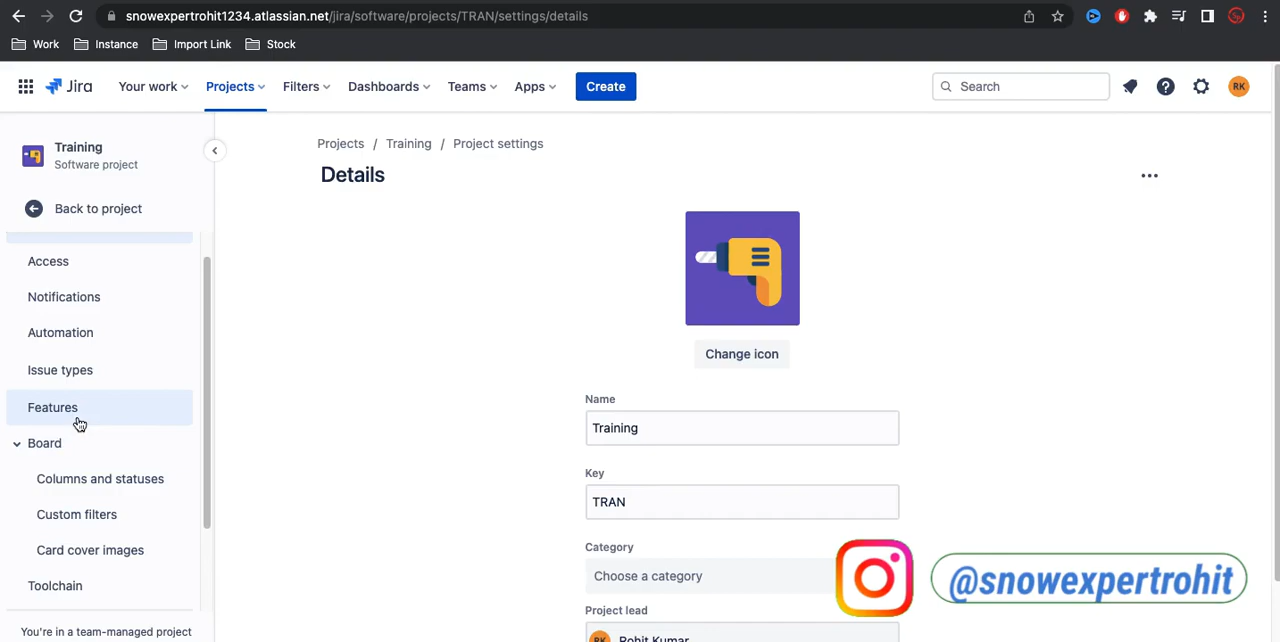 snowexpertrohit1234.atlassian.net/jira/software/projects/TRAN/settings/details
Work Instance Import Link Stock
Jira Your work Projects Filters Dashboards Teams Apps Create Search RK
Training
Software project
Back to project
Access
Notifications
Automation
Issue types
Features
Board
Columns and statuses
Custom filters
Card cover images
Toolchain
You're in a team-managed project
Projects / Training / Project settings
Details
Change icon
Name
Training
Key
TRAN
Category
Choose a category
Project lead
RK Rohit Kumar
@snowexpertrohit